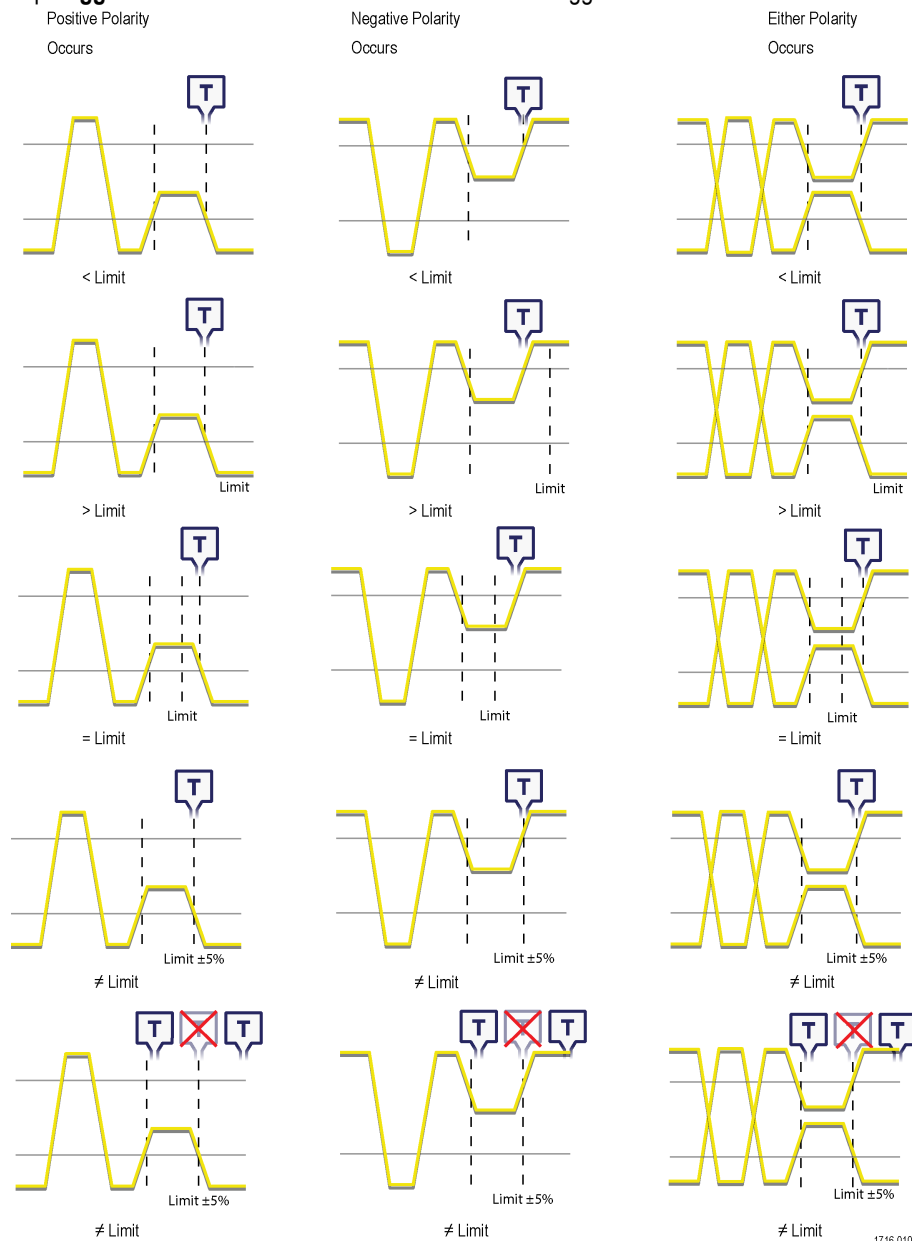 Positive Polarity Negative Polarity Either Polarity
Occurs Occurs Occurs
T T T
< Limit < Limit < Limit
T T T
Limit Limit Limit
> Limit > Limit > Limit
T T T
Limit Limit Limit
= Limit = Limit = Limit
T T T
Limit ±5% Limit ±5% Limit ±5%
≠ Limit ≠ Limit ≠ Limit
T T T T T T T T T
Limit ±5% Limit ±5% Limit ±5%
≠ Limit ≠ Limit ≠ Limit